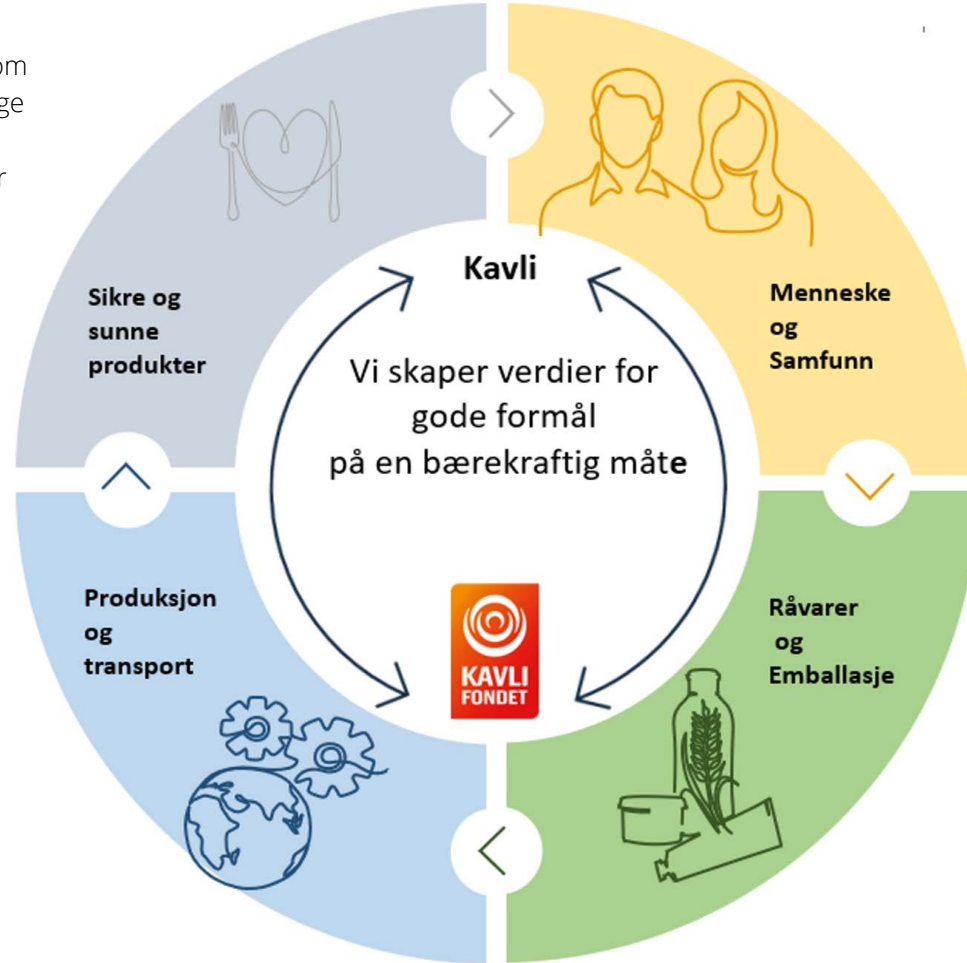 Kavli
Vi skaper verdier for
gode formål
på en bærekraftig måte
KAVLI
FONDET
Sikre og
sunne
produkter
Menneske
og
Samfunn
Råvarer
og
Emballasje
Produksjon
og
transport